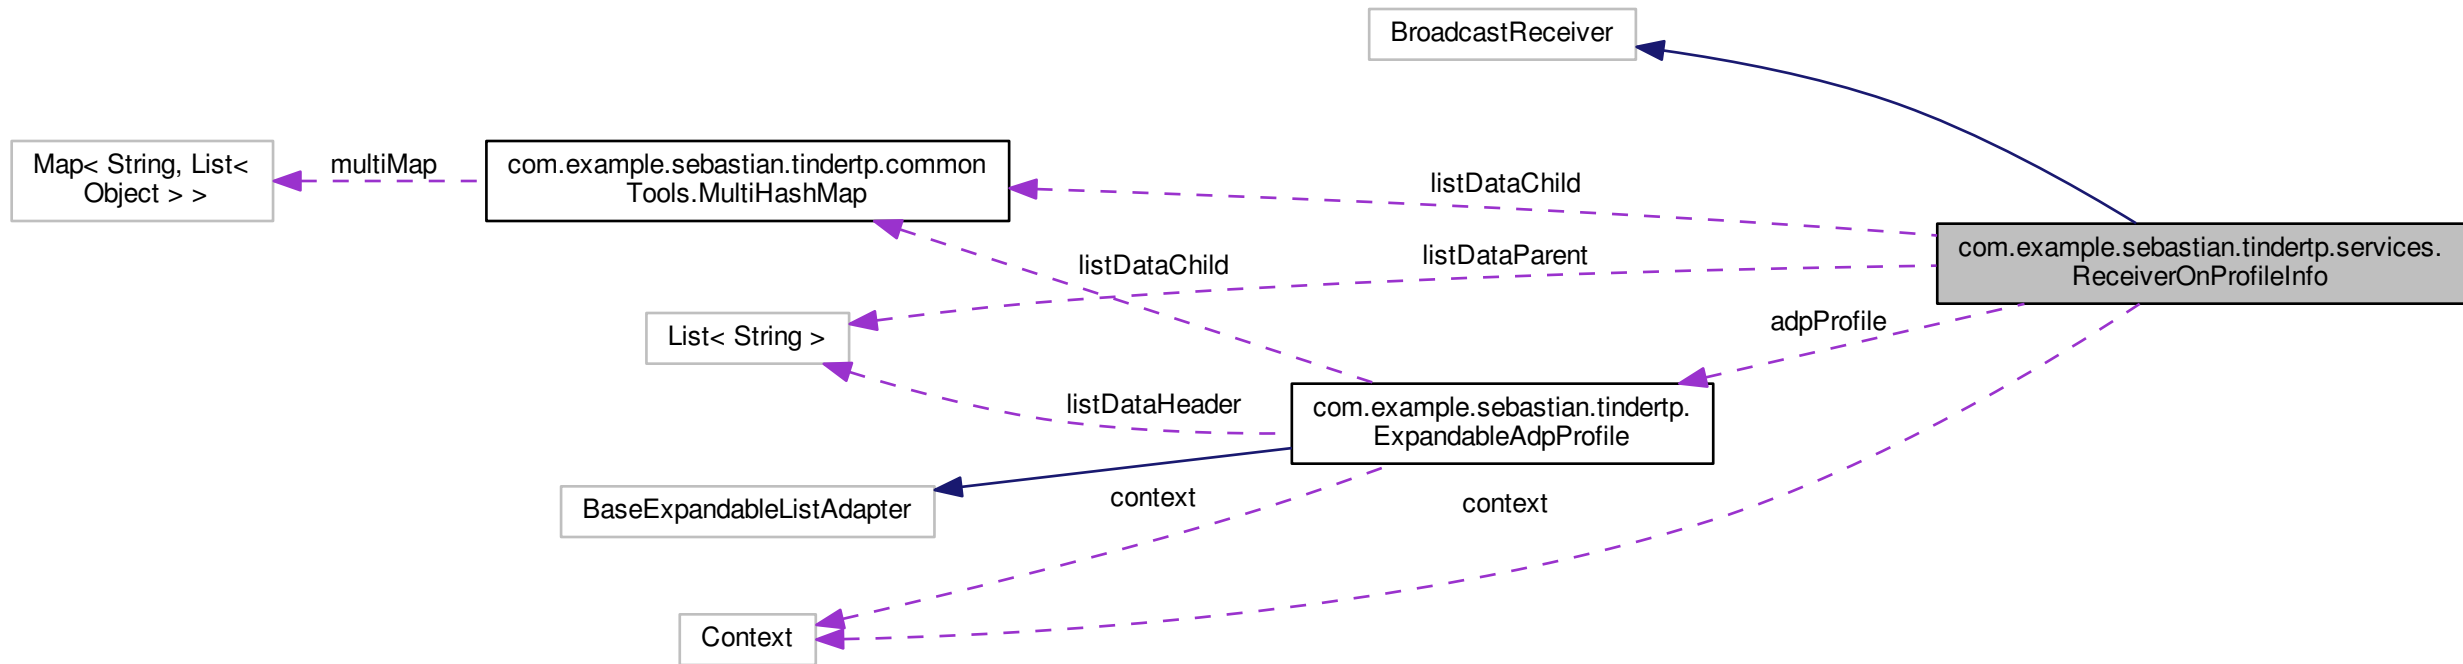 BroadcastReceiver
Map< String, List<
Object > >
multiMap
com.example.sebastian.tindertp.common
Tools.MultiHashMap
listDataChild
listDataParent
com.example.sebastian.tindertp.services.
ReceiverOnProfileInfo
listDataChild
List< String >
adpProfile
listDataHeader
com.example.sebastian.tindertp.
ExpandableAdpProfile
BaseExpandableListAdapter
context
context
Context